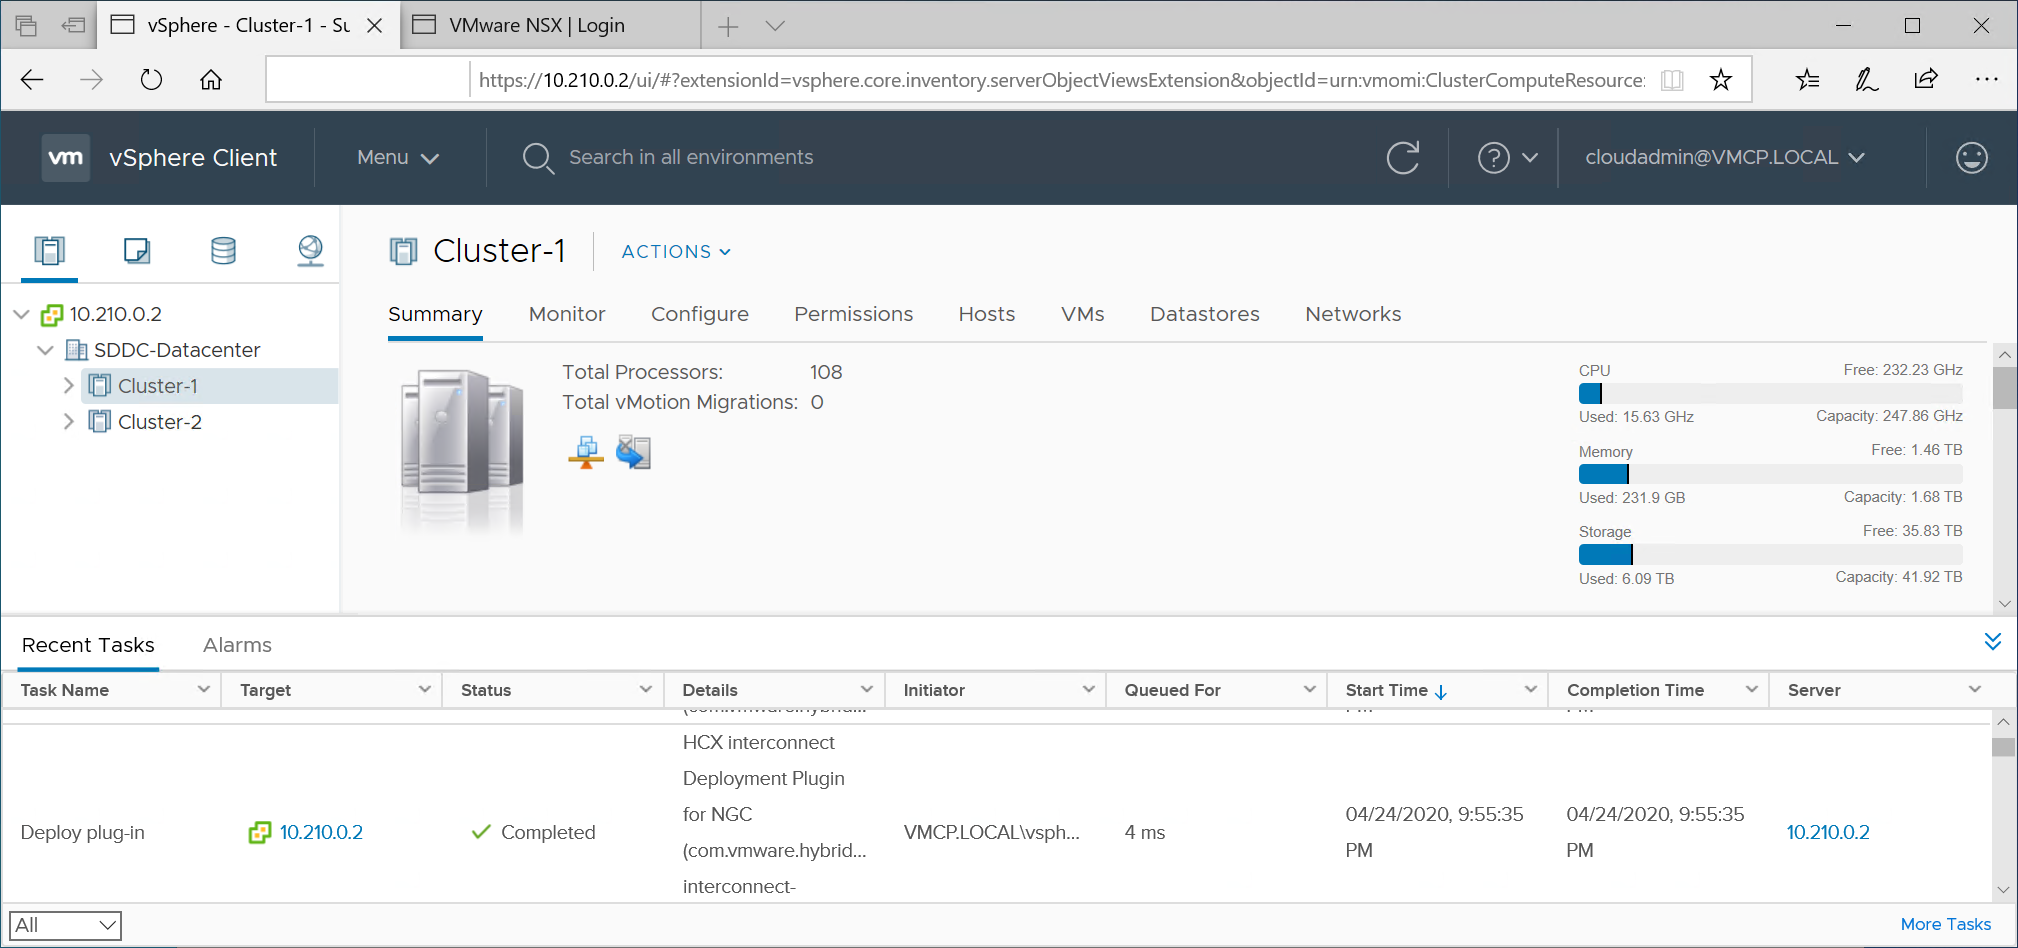 vSphere - Cluster-1 - Su
VMware NSX | Login
https://10.210.0.2/ui/#?extensionId=vsphere.core.inventory.serverObjectViewsExtension&objectId=urn:vmomi:ClusterComputeResource:
vm vSphere Client
Menu
Search in all environments
cloudadmin@VMCP.LOCAL
10.210.0.2
SDDC-Datacenter
Cluster-1
Cluster-2
Cluster-1
ACTIONS
Summary Monitor Configure Permissions Hosts VMs Datastores Networks
Total Processors: 108
Total vMotion Migrations: 0
CPU Free: 232.23 GHz
Used: 15.63 GHz Capacity: 247.86 GHz
Memory Free: 1.46 TB
Used: 231.9 GB Capacity: 1.68 TB
Storage Free: 35.83 TB
Used: 6.09 TB Capacity: 41.92 TB
Recent Tasks Alarms
Task Name Target Status Details Initiator Queued For Start Time Completion Time Server
Deploy plug-in
10.210.0.2
Completed
HCX interconnect
Deployment Plugin
for NGC
(com.vmware.hybrid...
interconnect-
VMCP.LOCAL\vsph...
4 ms
04/24/2020, 9:55:35
PM
04/24/2020, 9:55:35
PM
10.210.0.2
All
More Tasks